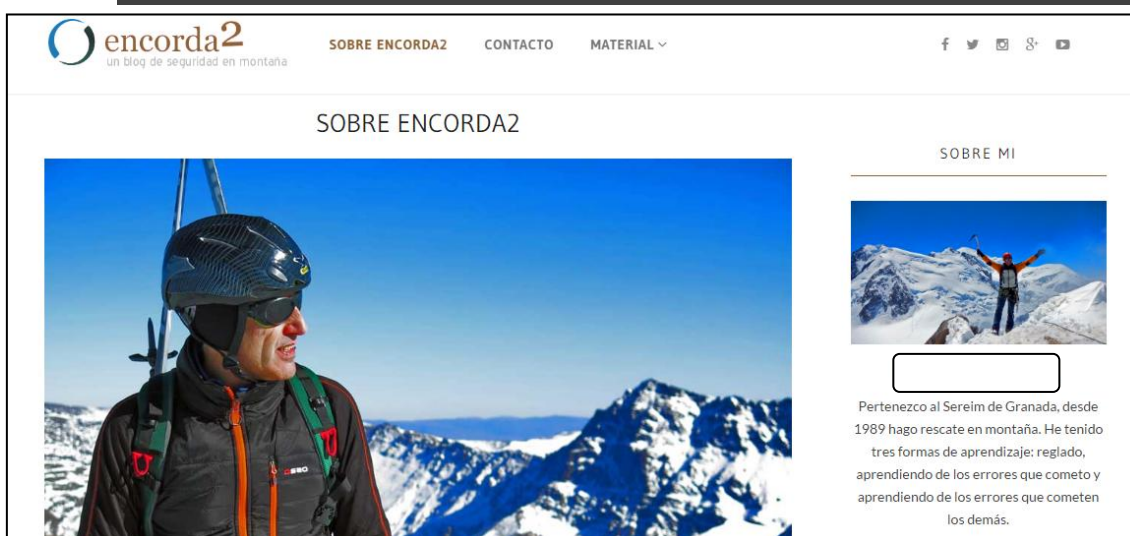 encorda2
un blog de seguridad en montaña
SOBRE ENCORDA2 CONTACTO MATERIAL
SOBRE ENCORDA2
SOBRE MI
Pertenezco al Sereim de Granada, desde
1989 hago rescate en montaña. He tenido
tres formas de aprendizaje: reglado,
aprendiendo de los errores que cometo y
aprendiendo de los errores que cometen
los demás.